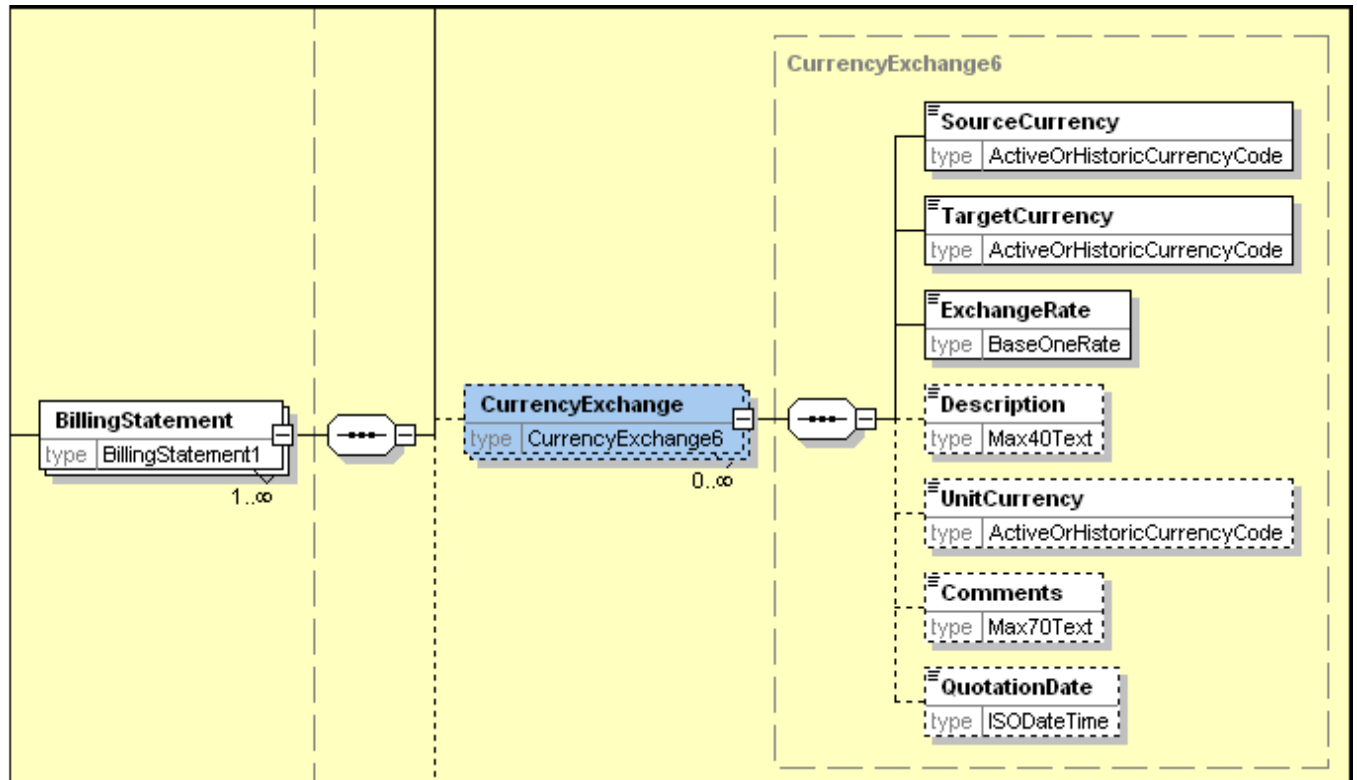 CurrencyExchange6
SourceCurrency
type ActiveOrHistoricCurrencyCode
TargetCurrency
type ActiveOrHistoricCurrencyCode
ExchangeRate
type BaseOneRate
BillingStatement
type BillingStatement1
1..∞
CurrencyExchange
type CurrencyExchange6
0..∞
Description
type Max40Text
UnitCurrency
type ActiveOrHistoricCurrencyCode
Comments
type Max70Text
QuotationDate
type ISODateTime